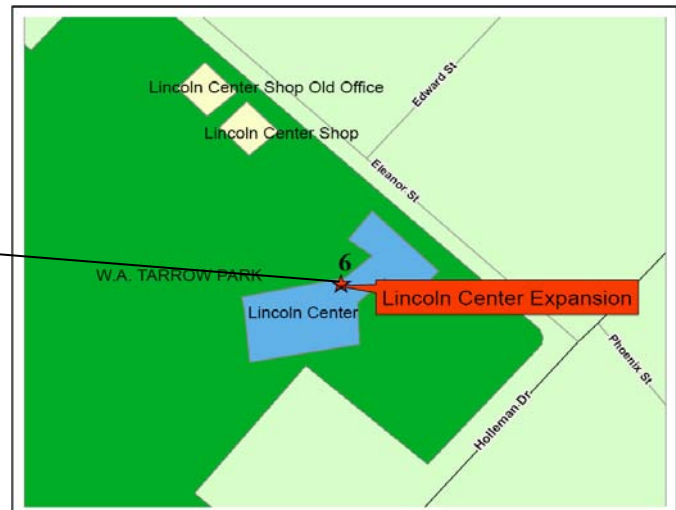 Lincoln Center Shop Old Office
Edward St
Lincoln Center Shop
Eleanor St
6
W.A. TARROW PARK
Lincoln Center Expansion
Lincoln Center
Phoenix St
Holleman Dr